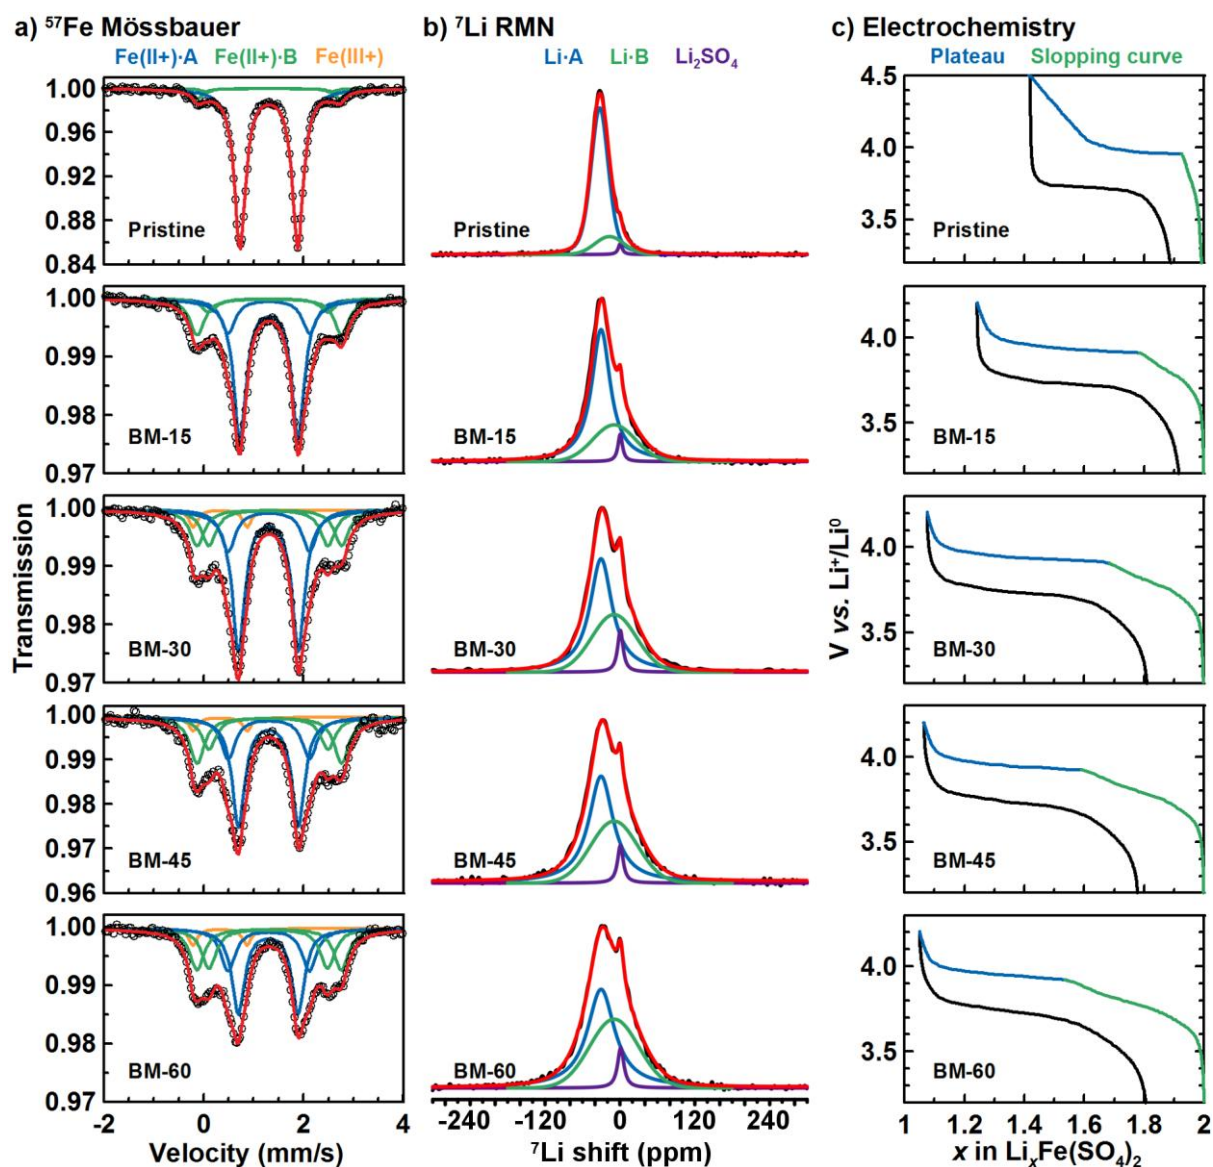 a) ⁵⁷Fe Mössbauer
Fe(II+)·A Fe(II+)·B Fe(III+)
b) ⁷Li RMN
Li·A Li·B Li₂SO₄
c) Electrochemistry
Plateau Slopping curve
1.00
0.96
0.92
0.88
0.84
Pristine
Pristine
4.5
4.0
3.5
Pristine
1.00
0.99
0.98
0.97
BM-15
BM-15
4.0
3.5
BM-15
1.00
0.99
0.98
0.97
BM-30
BM-30
4.0
3.5
BM-30
1.00
0.99
0.98
0.97
0.96
BM-45
BM-45
4.0
3.5
BM-45
1.00
0.99
0.98
0.97
BM-60
BM-60
4.0
3.5
BM-60
Transmission
V vs. Li⁺/Li⁰
-2 0 2 4
Velocity (mm/s)
-240 -120 0 120 240
⁷Li shift (ppm)
1 1.2 1.4 1.6 1.8 2
x in LiₓFe(SO₄)₂